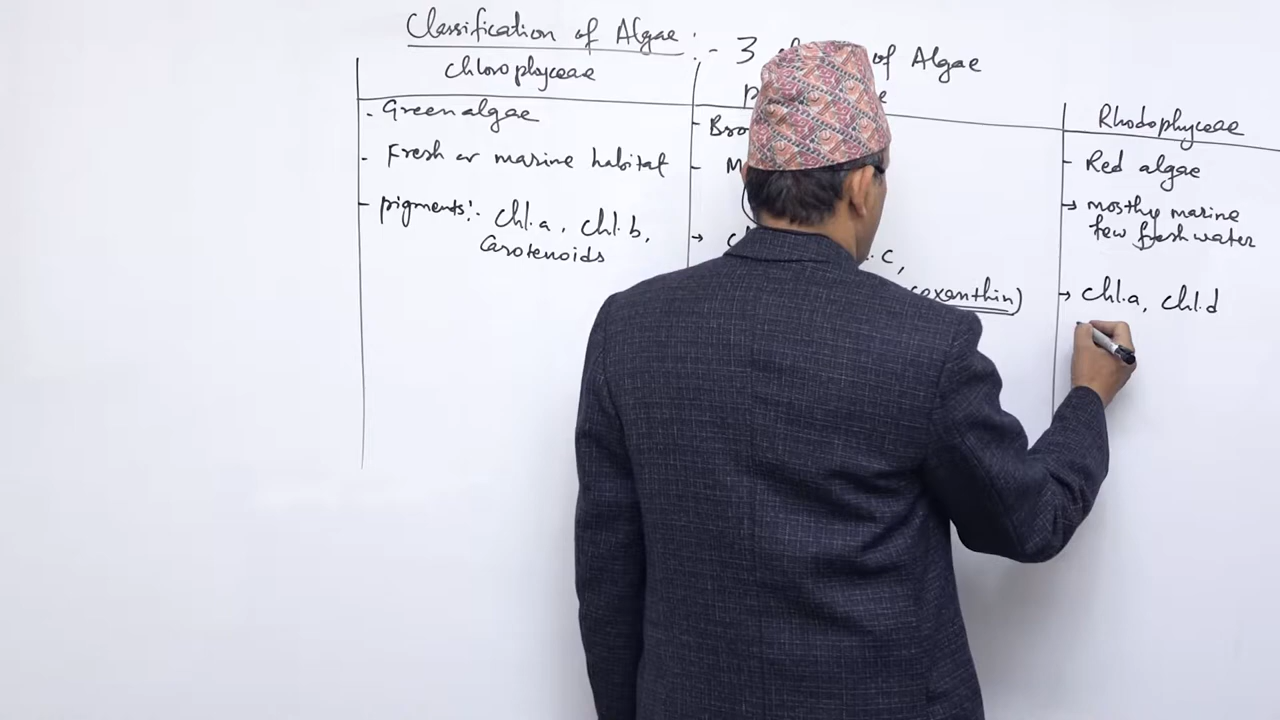 Classification of Algae :- 3 of Algae
Chlorophyceae
- Green algae
- Fresh or marine habitat
- pigments:- chl.a, chl.b,
Carotenoids
-
-
→
.c,
Rhodophyceae
- Red algae
→ mosthy marine
few fresh water
→ chl.a, chl.d